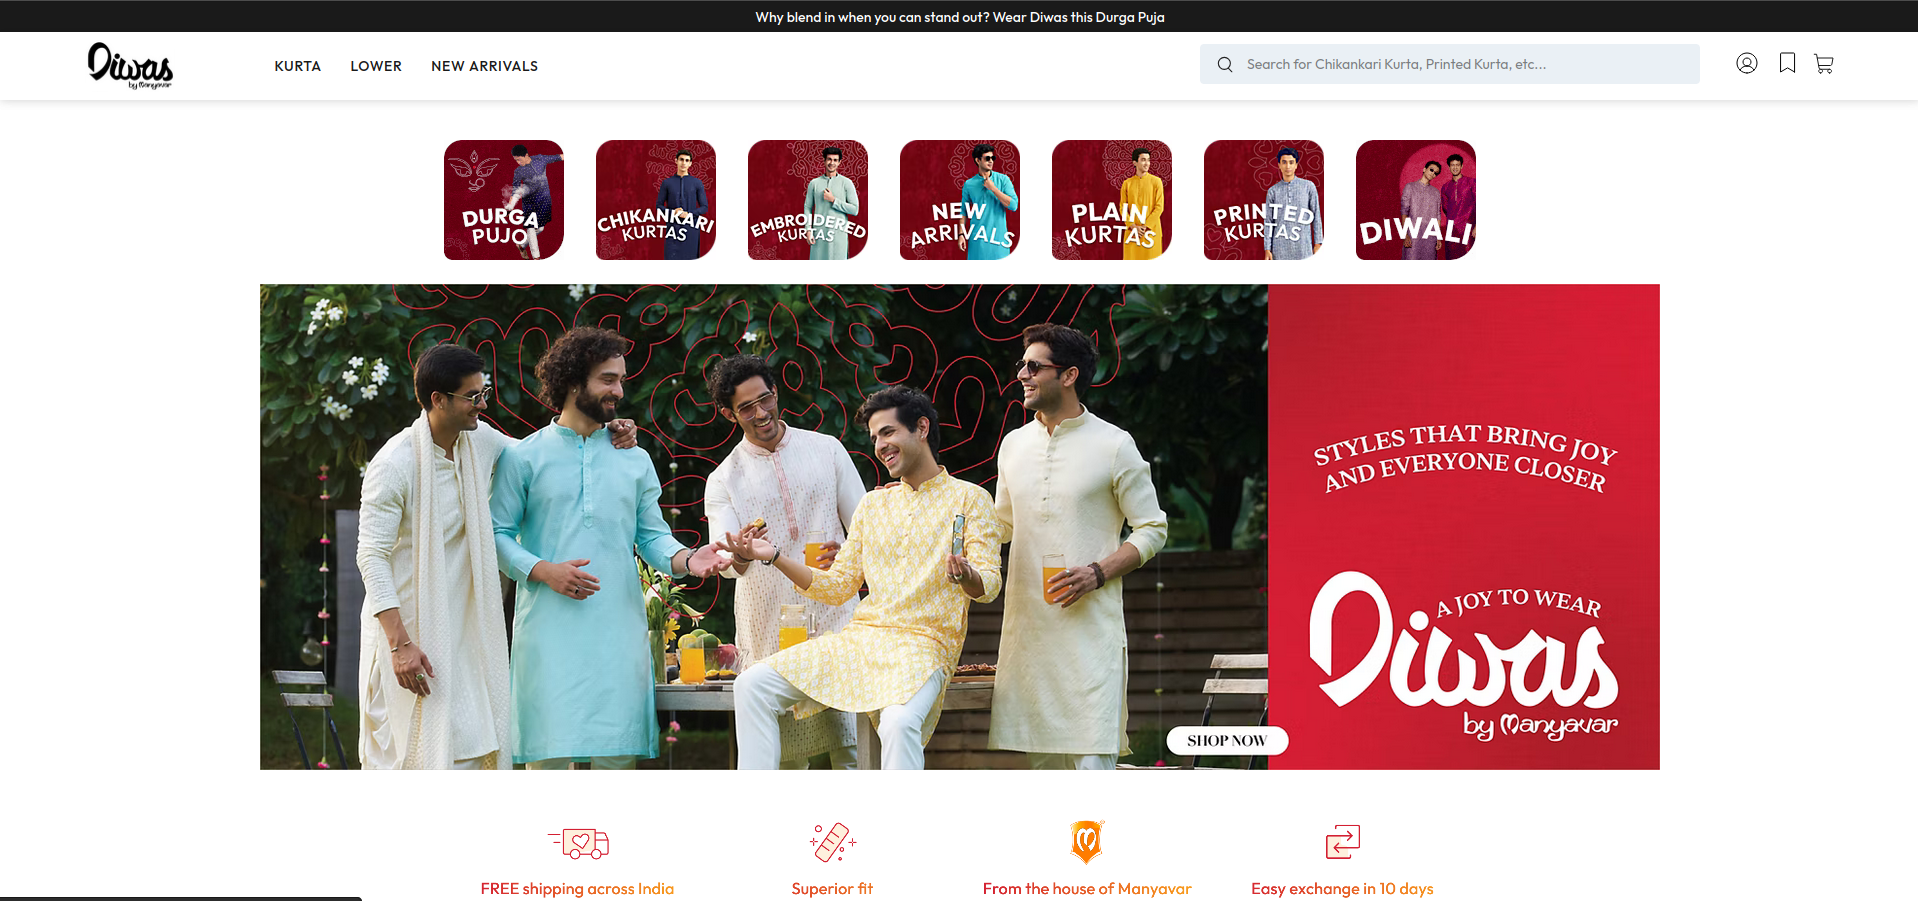 Why blend in when you can stand out? Wear Diwas this Durga Puja
Diwas
by Manyavar
KURTA
LOWER
NEW ARRIVALS
Search for Chikankari Kurta, Printed Kurta, etc...
DURGA
PUJO
CHIKANKARI
KURTAS
EMBROIDERED
KURTAS
NEW
ARRIVALS
PLAIN
KURTAS
PRINTED
KURTAS
DIWALI
STYLES THAT BRING JOY
AND EVERYONE CLOSER
A JOY TO WEAR
Diwas
by Manyavar
SHOP NOW
FREE shipping across India
Superior fit
From the house of Manyavar
Easy exchange in 10 days